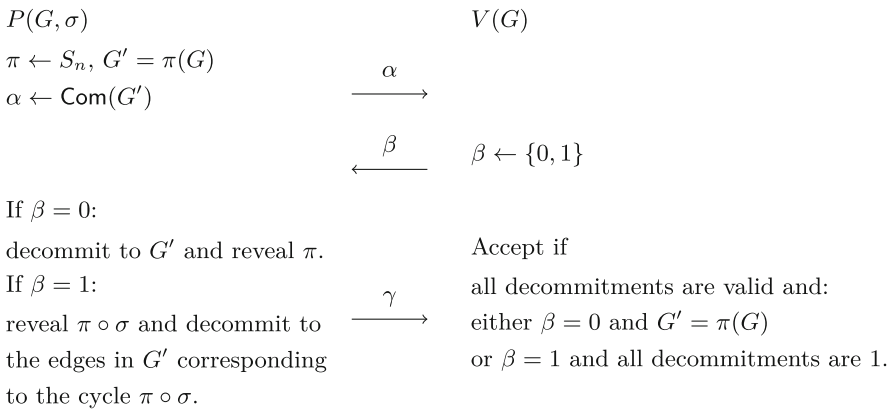 P(G, σ)
V(G)
π ← Sₙ, G′ = π(G)
α
α ← Com(G′)
β
β ← {0, 1}
If β = 0:
decommit to G′ and reveal π.
If β = 1:
reveal π ∘ σ and decommit to
the edges in G′ corresponding
to the cycle π ∘ σ.
γ
Accept if
all decommitments are valid and:
either β = 0 and G′ = π(G)
or β = 1 and all decommitments are 1.